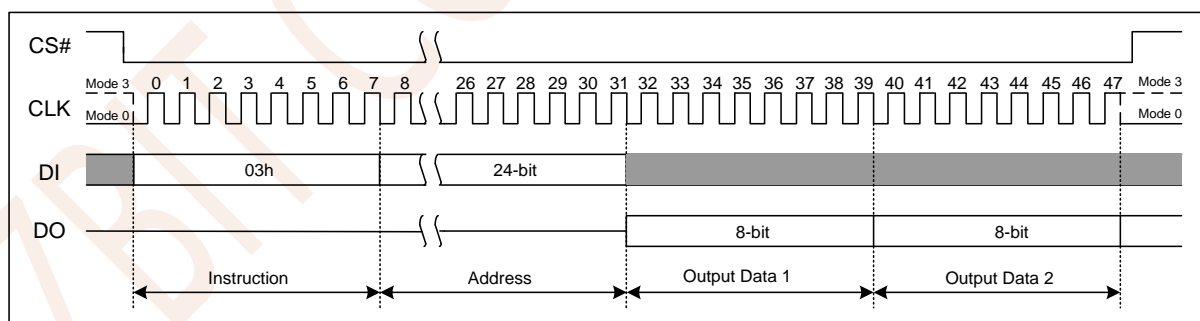 CS#
Mode 3 0 1 2 3 4 5 6 7 8 26 27 28 29 30 31 32 33 34 35 36 37 38 39 40 41 42 43 44 45 46 47 Mode 3
CLK
Mode 0 Mode 0
DI 03h 24-bit
DO 8-bit 8-bit
Instruction Address Output Data 1 Output Data 2